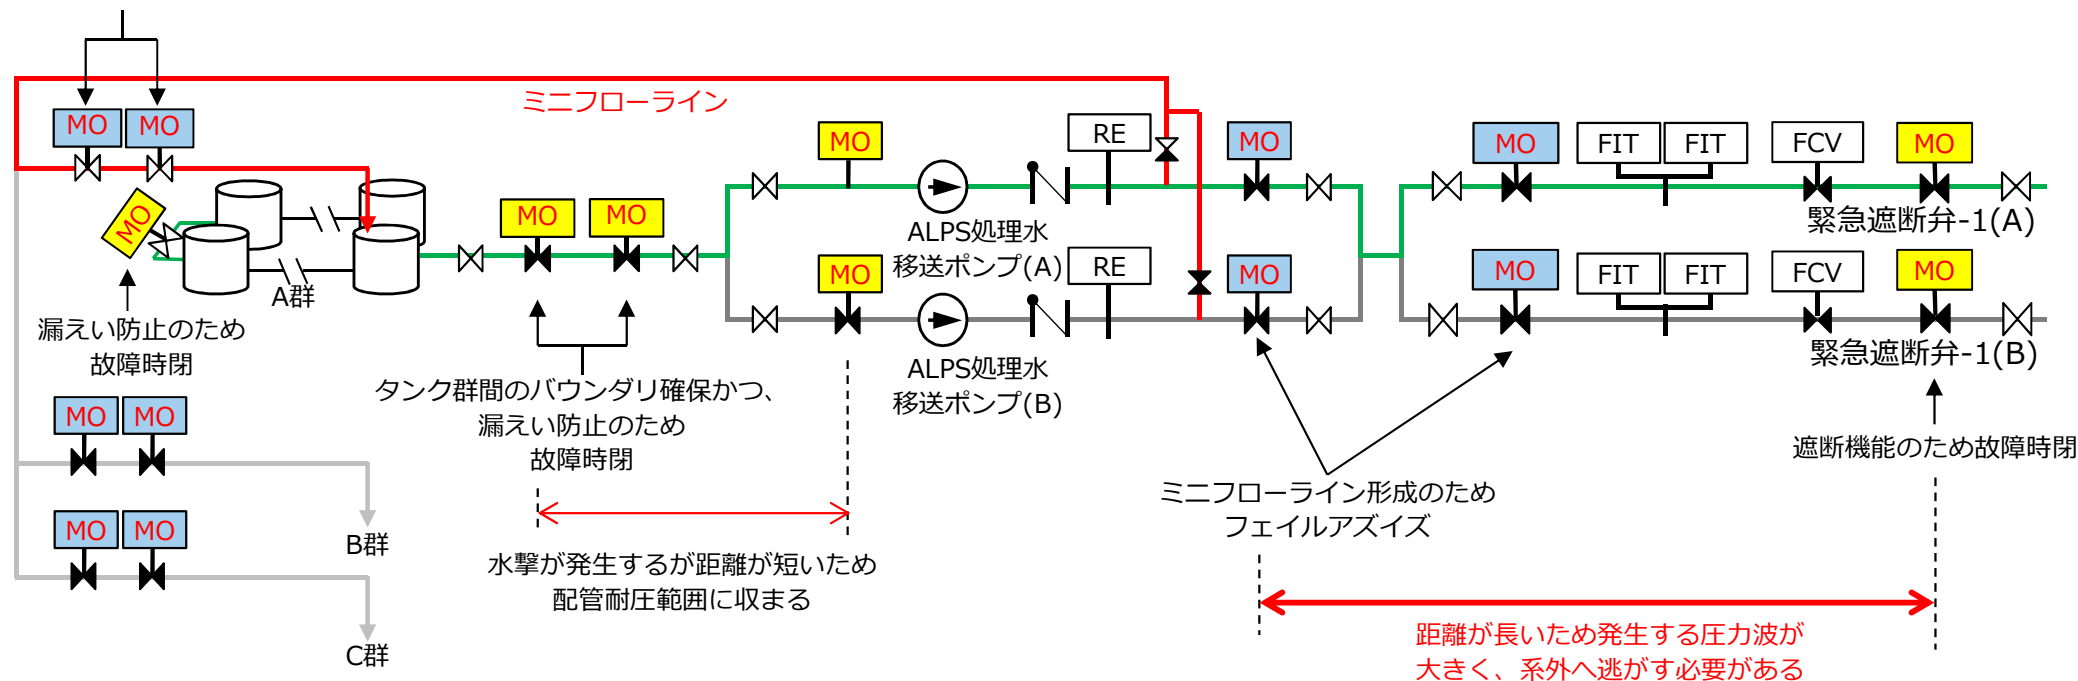 ミニフローライン
MO
MO
MO
RE
MO
MO
FIT
FIT
FCV
MO
MO
MO
MO
緊急遮断弁-1(A)
ALPS処理水
移送ポンプ(A)
A群
MO
RE
MO
MO
FIT
FIT
FCV
MO
緊急遮断弁-1(B)
ALPS処理水
移送ポンプ(B)
漏えい防止のため
故障時閉
タンク群間のバウンダリ確保かつ、
漏えい防止のため
故障時閉
MO
MO
B群
MO
MO
C群
遮断機能のため故障時閉
ミニフローライン形成のため
フェイルアズイズ
水撃が発生するが距離が短いため
配管耐圧範囲に収まる
距離が長いため発生する圧力波が
大きく、系外へ逃がす必要がある